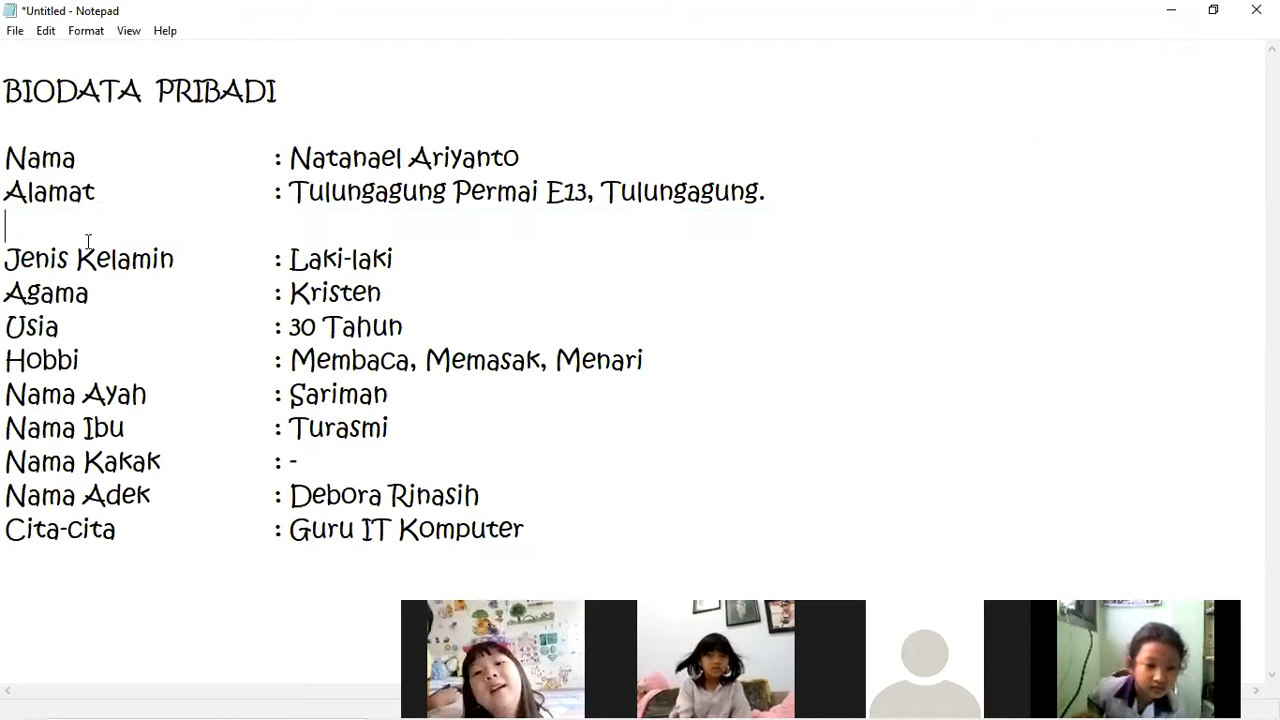 *Untitled - Notepad
File Edit Format View Help
BIODATA PRIBADI
Nama : Natanael Ariyanto
Alamat : Tulungagung Permai E13, Tulungagung.
Jenis Kelamin : Laki-laki
Agama : Kristen
Usia : 30 Tahun
Hobbi : Membaca, Memasak, Menari
Nama Ayah : Sariman
Nama Ibu : Turasmi
Nama Kakak : -
Nama Adek : Debora Rinasih
Cita-cita : Guru IT Komputer